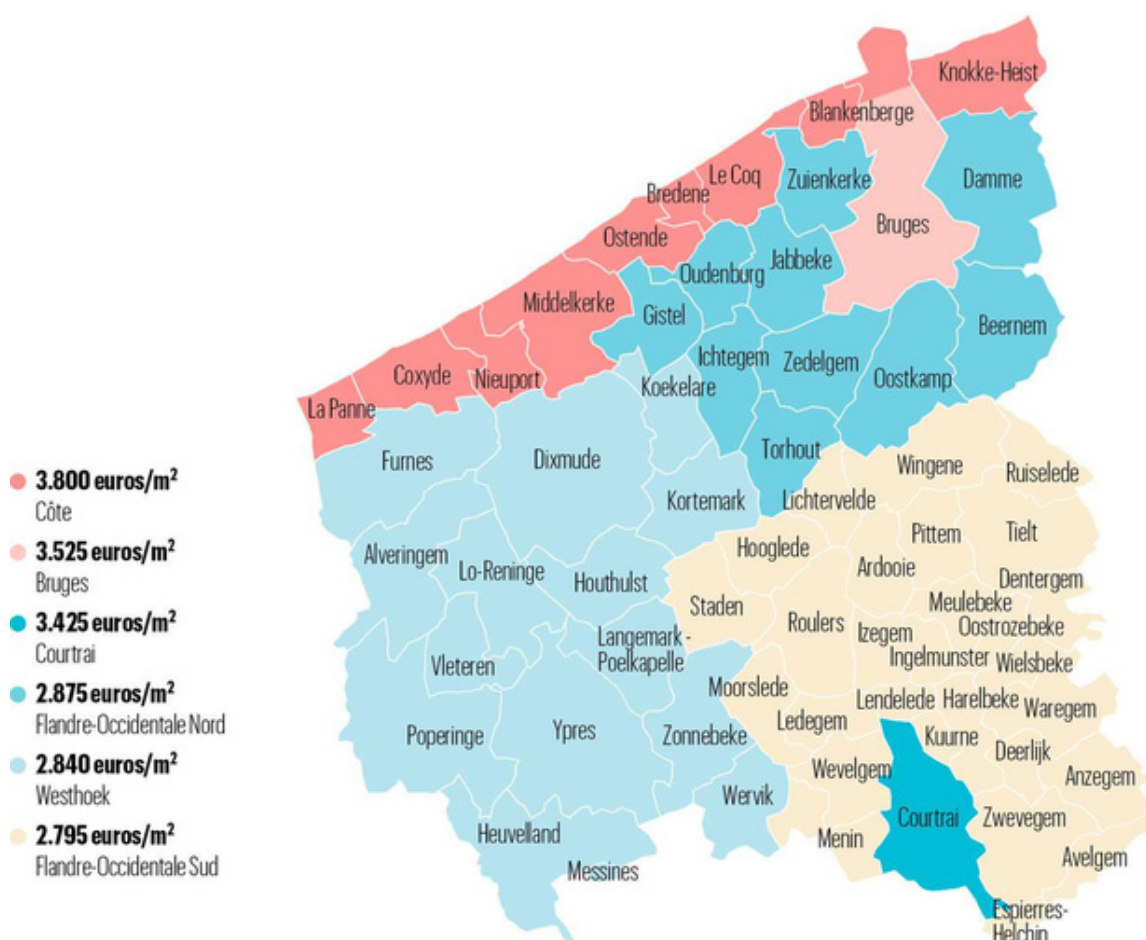 Knokke-Heist
Blankenberge
Le Coq
Zuienkerke
Damme
Bredene
Bruges
Ostende
Oudenburg
Jabbeke
Middelkerke
Gistel
Beernem
Ichtegem
Zedelgem
Coxyde
Nieuport
Koekelare
Oostkamp
La Panne
Torhout
Furnes
Dixmude
Wingene
Ruiselede
Kortemark
Lichtervelde
Pittem
Tielt
Alveringem
Lo-Reninge
Houthulst
Hooglede
Ardooie
Dentergem
Staden
Roulers
Meulebeke
Izegem
Oostrozebeke
Langemark-
Poelkapelle
Vleteren
Ingelmunster
Wielsbeke
Moorslede
Lendelede
Harelbeke
Waregem
Ledegem
Poperinge
Ypres
Zonnebeke
Kuurne
Deerlijk
Wevelgem
Anzegem
Wervik
Courtrai
Zwevegem
Heuvelland
Menin
Avelgem
Messines
Espierres-
Helchin
3.800 euros/m²
Côte
3.525 euros/m²
Bruges
3.425 euros/m²
Courtrai
2.875 euros/m²
Flandre-Occidentale Nord
2.840 euros/m²
Westhoek
2.795 euros/m²
Flandre-Occidentale Sud